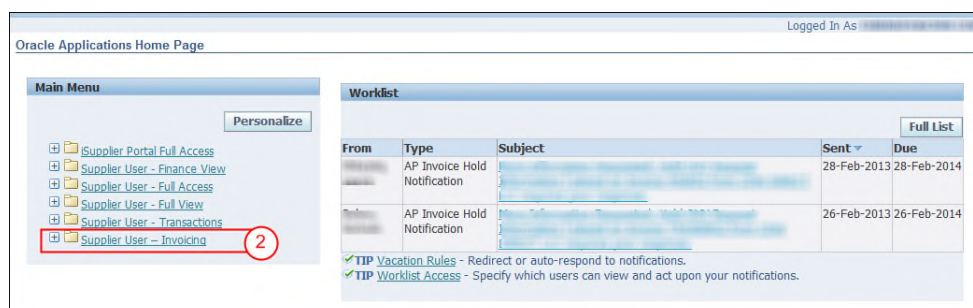 Logged In As
Oracle Applications Home Page
Main Menu
Personalize
iSupplier Portal Full Access
Supplier User - Finance View
Supplier User - Full Access
Supplier User - Full View
Supplier User - Transactions
Supplier User – Invoicing
2
Worklist
Full List
From Type Subject Sent Due
AP Invoice Hold 28-Feb-2013 28-Feb-2014
Notification
AP Invoice Hold 26-Feb-2013 26-Feb-2014
Notification
TIP Vacation Rules - Redirect or auto-respond to notifications.
TIP Worklist Access - Specify which users can view and act upon your notifications.